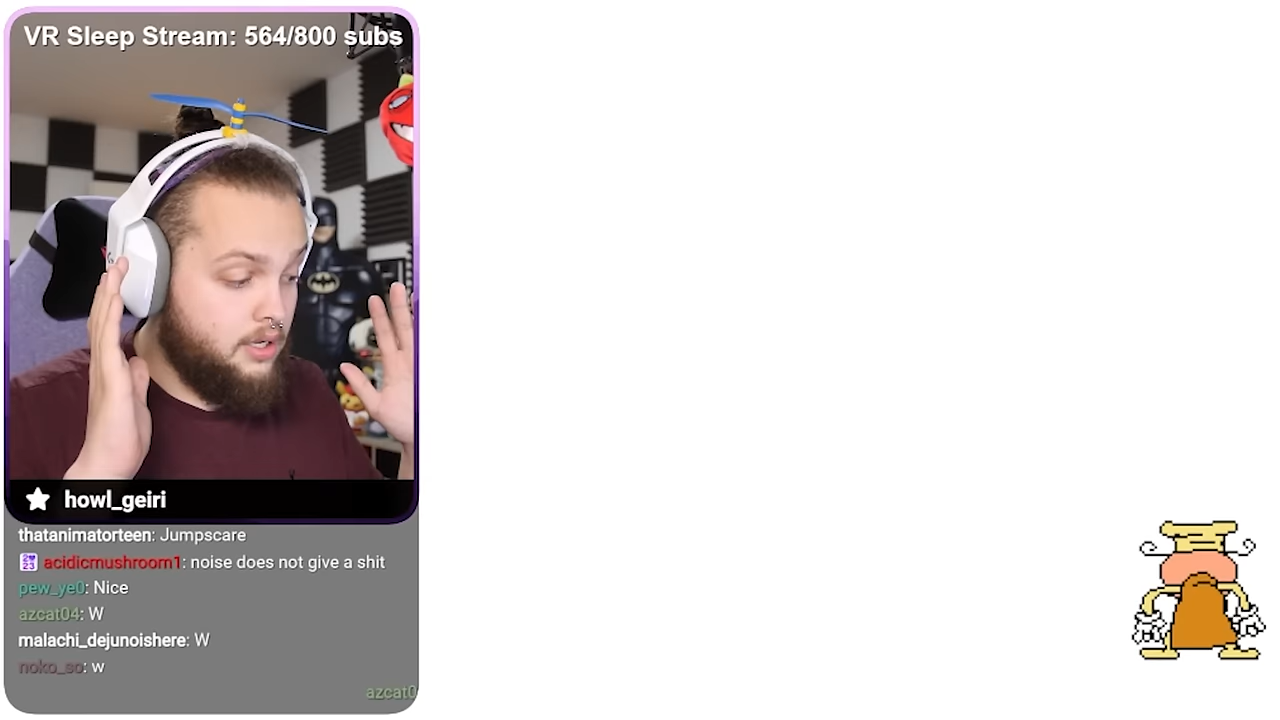 VR Sleep Stream: 564/800 subs
howl_geiri
thatanimatorteen: Jumpscare
acidicmushroom1: noise does not give a shit
pew_ye0: Nice
azcat04: W
malachi_dejunoishere: W
noko_so: w
azcat0